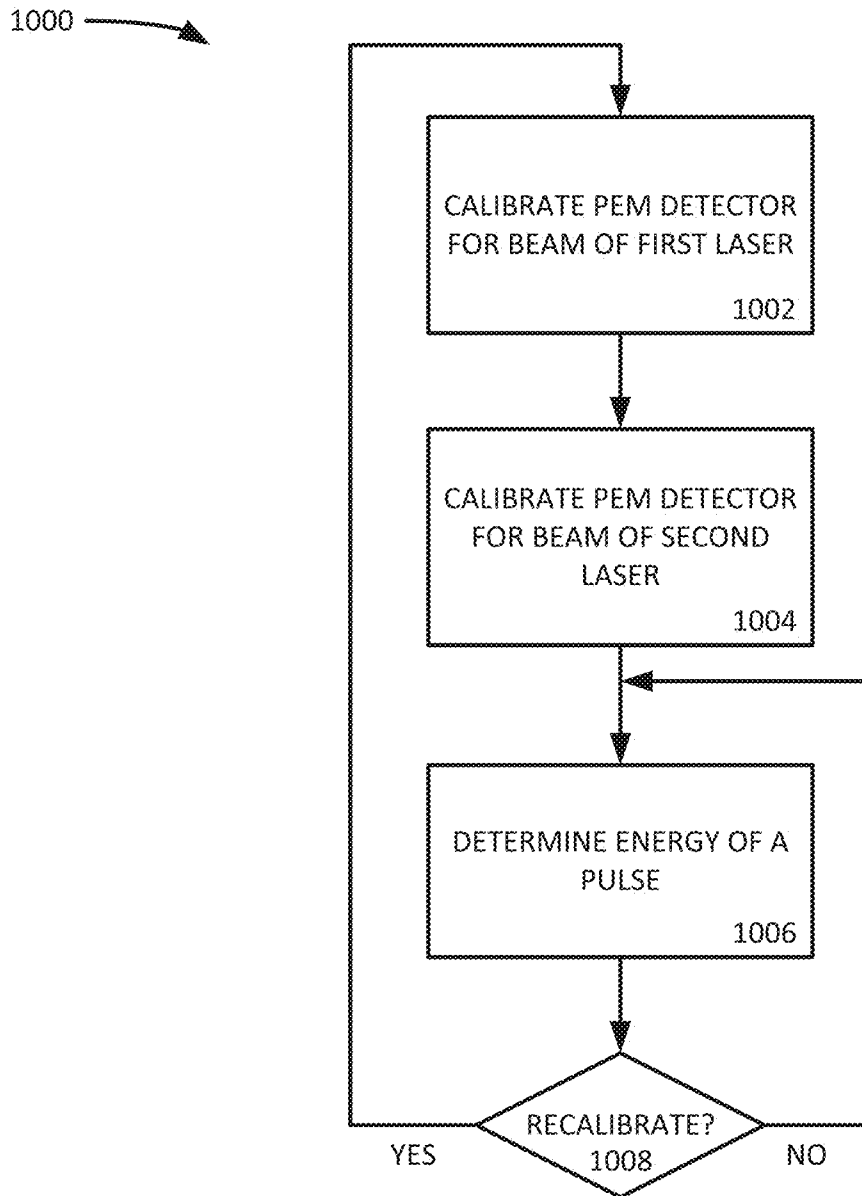 1000
CALIBRATE PEM DETECTOR
FOR BEAM OF FIRST LASER
1002
CALIBRATE PEM DETECTOR
FOR BEAM OF SECOND
LASER
1004
DETERMINE ENERGY OF A
PULSE
1006
RECALIBRATE?
1008
YES
NO